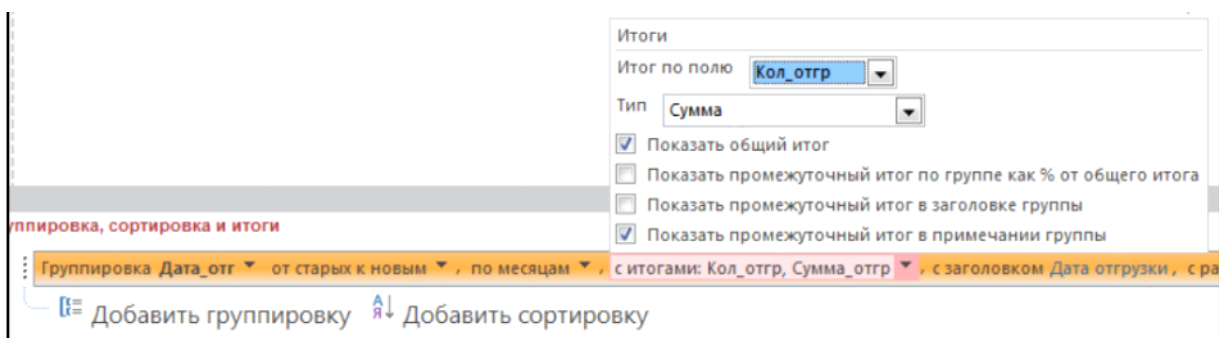 Итоги
Итог по полю Кол_отгр
Тип Сумма
Показать общий итог
Показать промежуточный итог по группе как % от общего итога
Показать промежуточный итог в заголовке группы
Показать промежуточный итог в примечании группы
уппировка, сортировка и итоги
Группировка Дата_отг от старых к новым , по месяцам , с итогами: Кол_отгр, Сумма_отгр , с заголовком Дата отгрузки , с ра
Добавить группировку АЯ Добавить сортировку